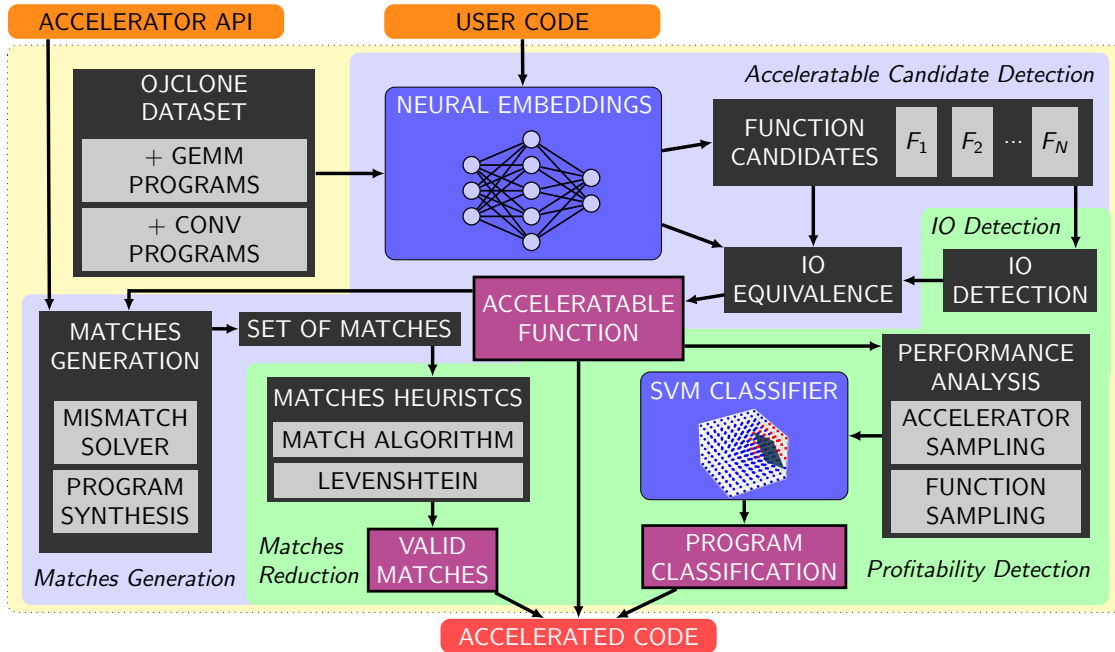 ACCELERATOR API
USER CODE
Acceleratable Candidate Detection
OJCLONE
DATASET
+ GEMM
PROGRAMS
+ CONV
PROGRAMS
NEURAL EMBEDDINGS
FUNCTION
CANDIDATES
F1
F2
...
FN
IO Detection
IO
EQUIVALENCE
IO
DETECTION
ACCELERATABLE
FUNCTION
MATCHES
GENERATION
MISMATCH
SOLVER
PROGRAM
SYNTHESIS
Matches Generation
SET OF MATCHES
MATCHES HEURISTCS
MATCH ALGORITHM
LEVENSHTEIN
Matches
Reduction
VALID
MATCHES
SVM CLASSIFIER
PROGRAM
CLASSIFICATION
PERFORMANCE
ANALYSIS
ACCELERATOR
SAMPLING
FUNCTION
SAMPLING
Profitability Detection
ACCELERATED CODE